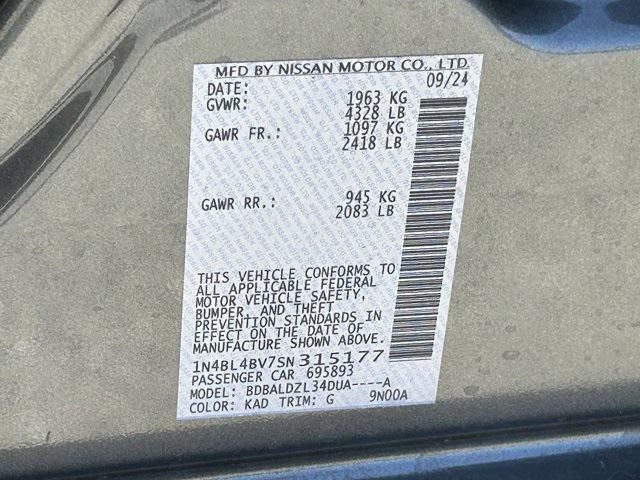 MFD BY NISSAN MOTOR CO., LTD.
DATE: 09/24
GVWR: 1963 KG
4328 LB
GAWR FR.: 1097 KG
2418 LB
GAWR RR.: 945 KG
2083 LB
THIS VEHICLE CONFORMS TO
ALL APPLICABLE FEDERAL
MOTOR VEHICLE SAFETY,
BUMPER, AND THEFT
PREVENTION STANDARDS IN
EFFECT ON THE DATE OF
MANUFACTURE SHOWN ABOVE.
1N4BL4BV7SN315177
PASSENGER CAR 695893
MODEL: BDBALDZL34DUA----A
COLOR: KAD TRIM: G 9N00A